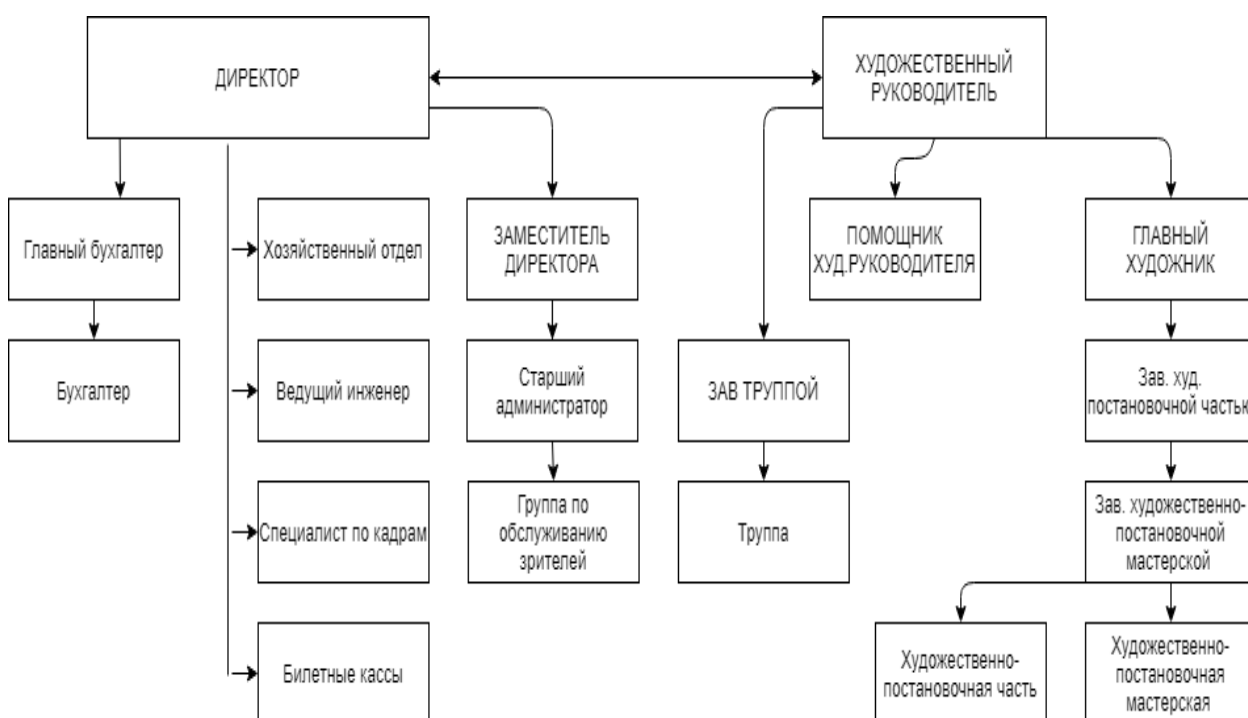 ДИРЕКТОР
ХУДОЖЕСТВЕННЫЙ
РУКОВОДИТЕЛЬ
Главный бухгалтер
Хозяйственный отдел
ЗАМЕСТИТЕЛЬ
ДИРЕКТОРА
ПОМОЩНИК
ХУД.РУКОВОДИТЕЛЯ
ГЛАВНЫЙ
ХУДОЖНИК
Бухгалтер
Ведущий инженер
Старший
администратор
ЗАВ ТРУППОЙ
Зав. худ.
постановочной частью
Специалист по кадрам
Группа по
обслуживанию
зрителей
Труппа
Зав. художественно-
постановочной
мастерской
Билетные кассы
Художественно-
постановочная часть
Художественно-
постановочная
мастерская